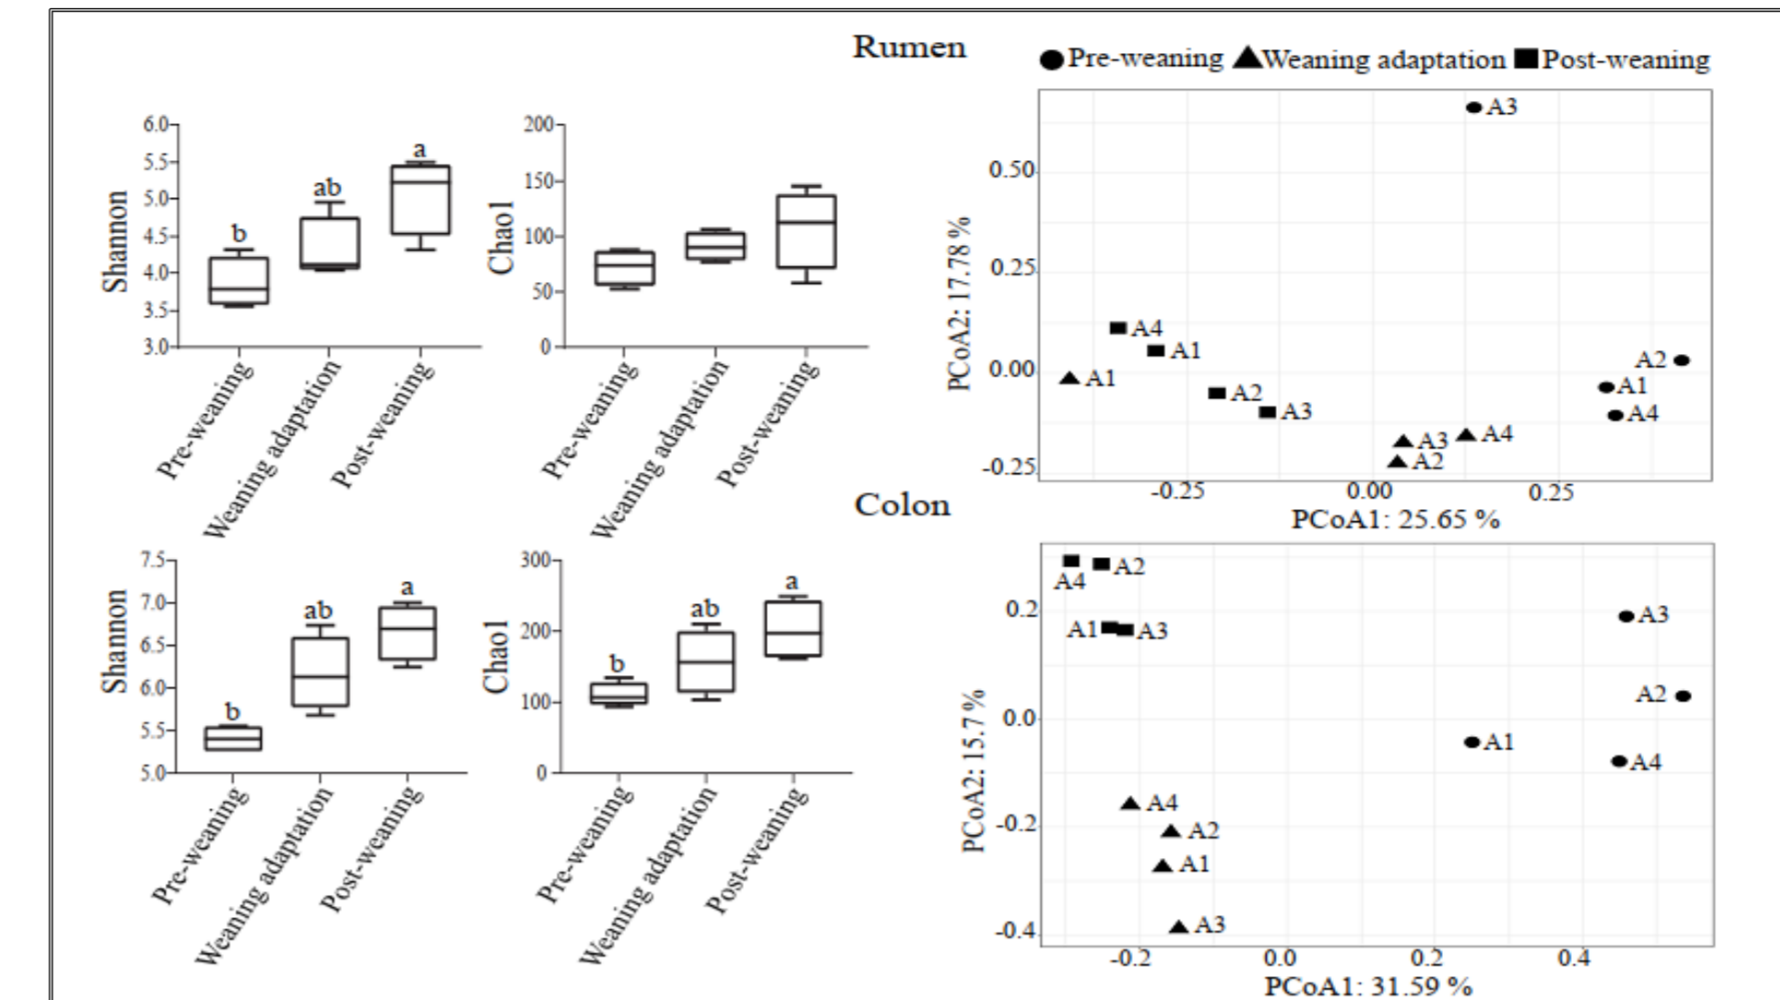 Rumen
Pre-weaning Weaning adaptation Post-weaning
Shannon
6.0
5.5
5.0
4.5
4.0
3.5
3.0
b
ab
a
Pre-weaning
Weaning adaptation
Post-weaning
Chao1
200
150
100
50
0
Pre-weaning
Weaning adaptation
Post-weaning
PCoA2: 17.78 %
0.50
0.25
0.00
-0.25
A3
A4
A1
A1
A2
A3
A2
A1
A4
A3
A4
A2
-0.25 0.00 0.25
PCoA1: 25.65 %
Colon
Shannon
7.5
7.0
6.5
6.0
5.5
5.0
b
ab
a
Pre-weaning
Weaning adaptation
Post-weaning
Chao1
300
200
100
0
b
ab
a
Pre-weaning
Weaning adaptation
Post-weaning
PCoA2: 15.7 %
0.2
0.0
-0.2
-0.4
A4
A2
A1
A3
A3
A2
A1
A4
A4
A2
A1
A3
-0.2 0.0 0.2 0.4
PCoA1: 31.59 %